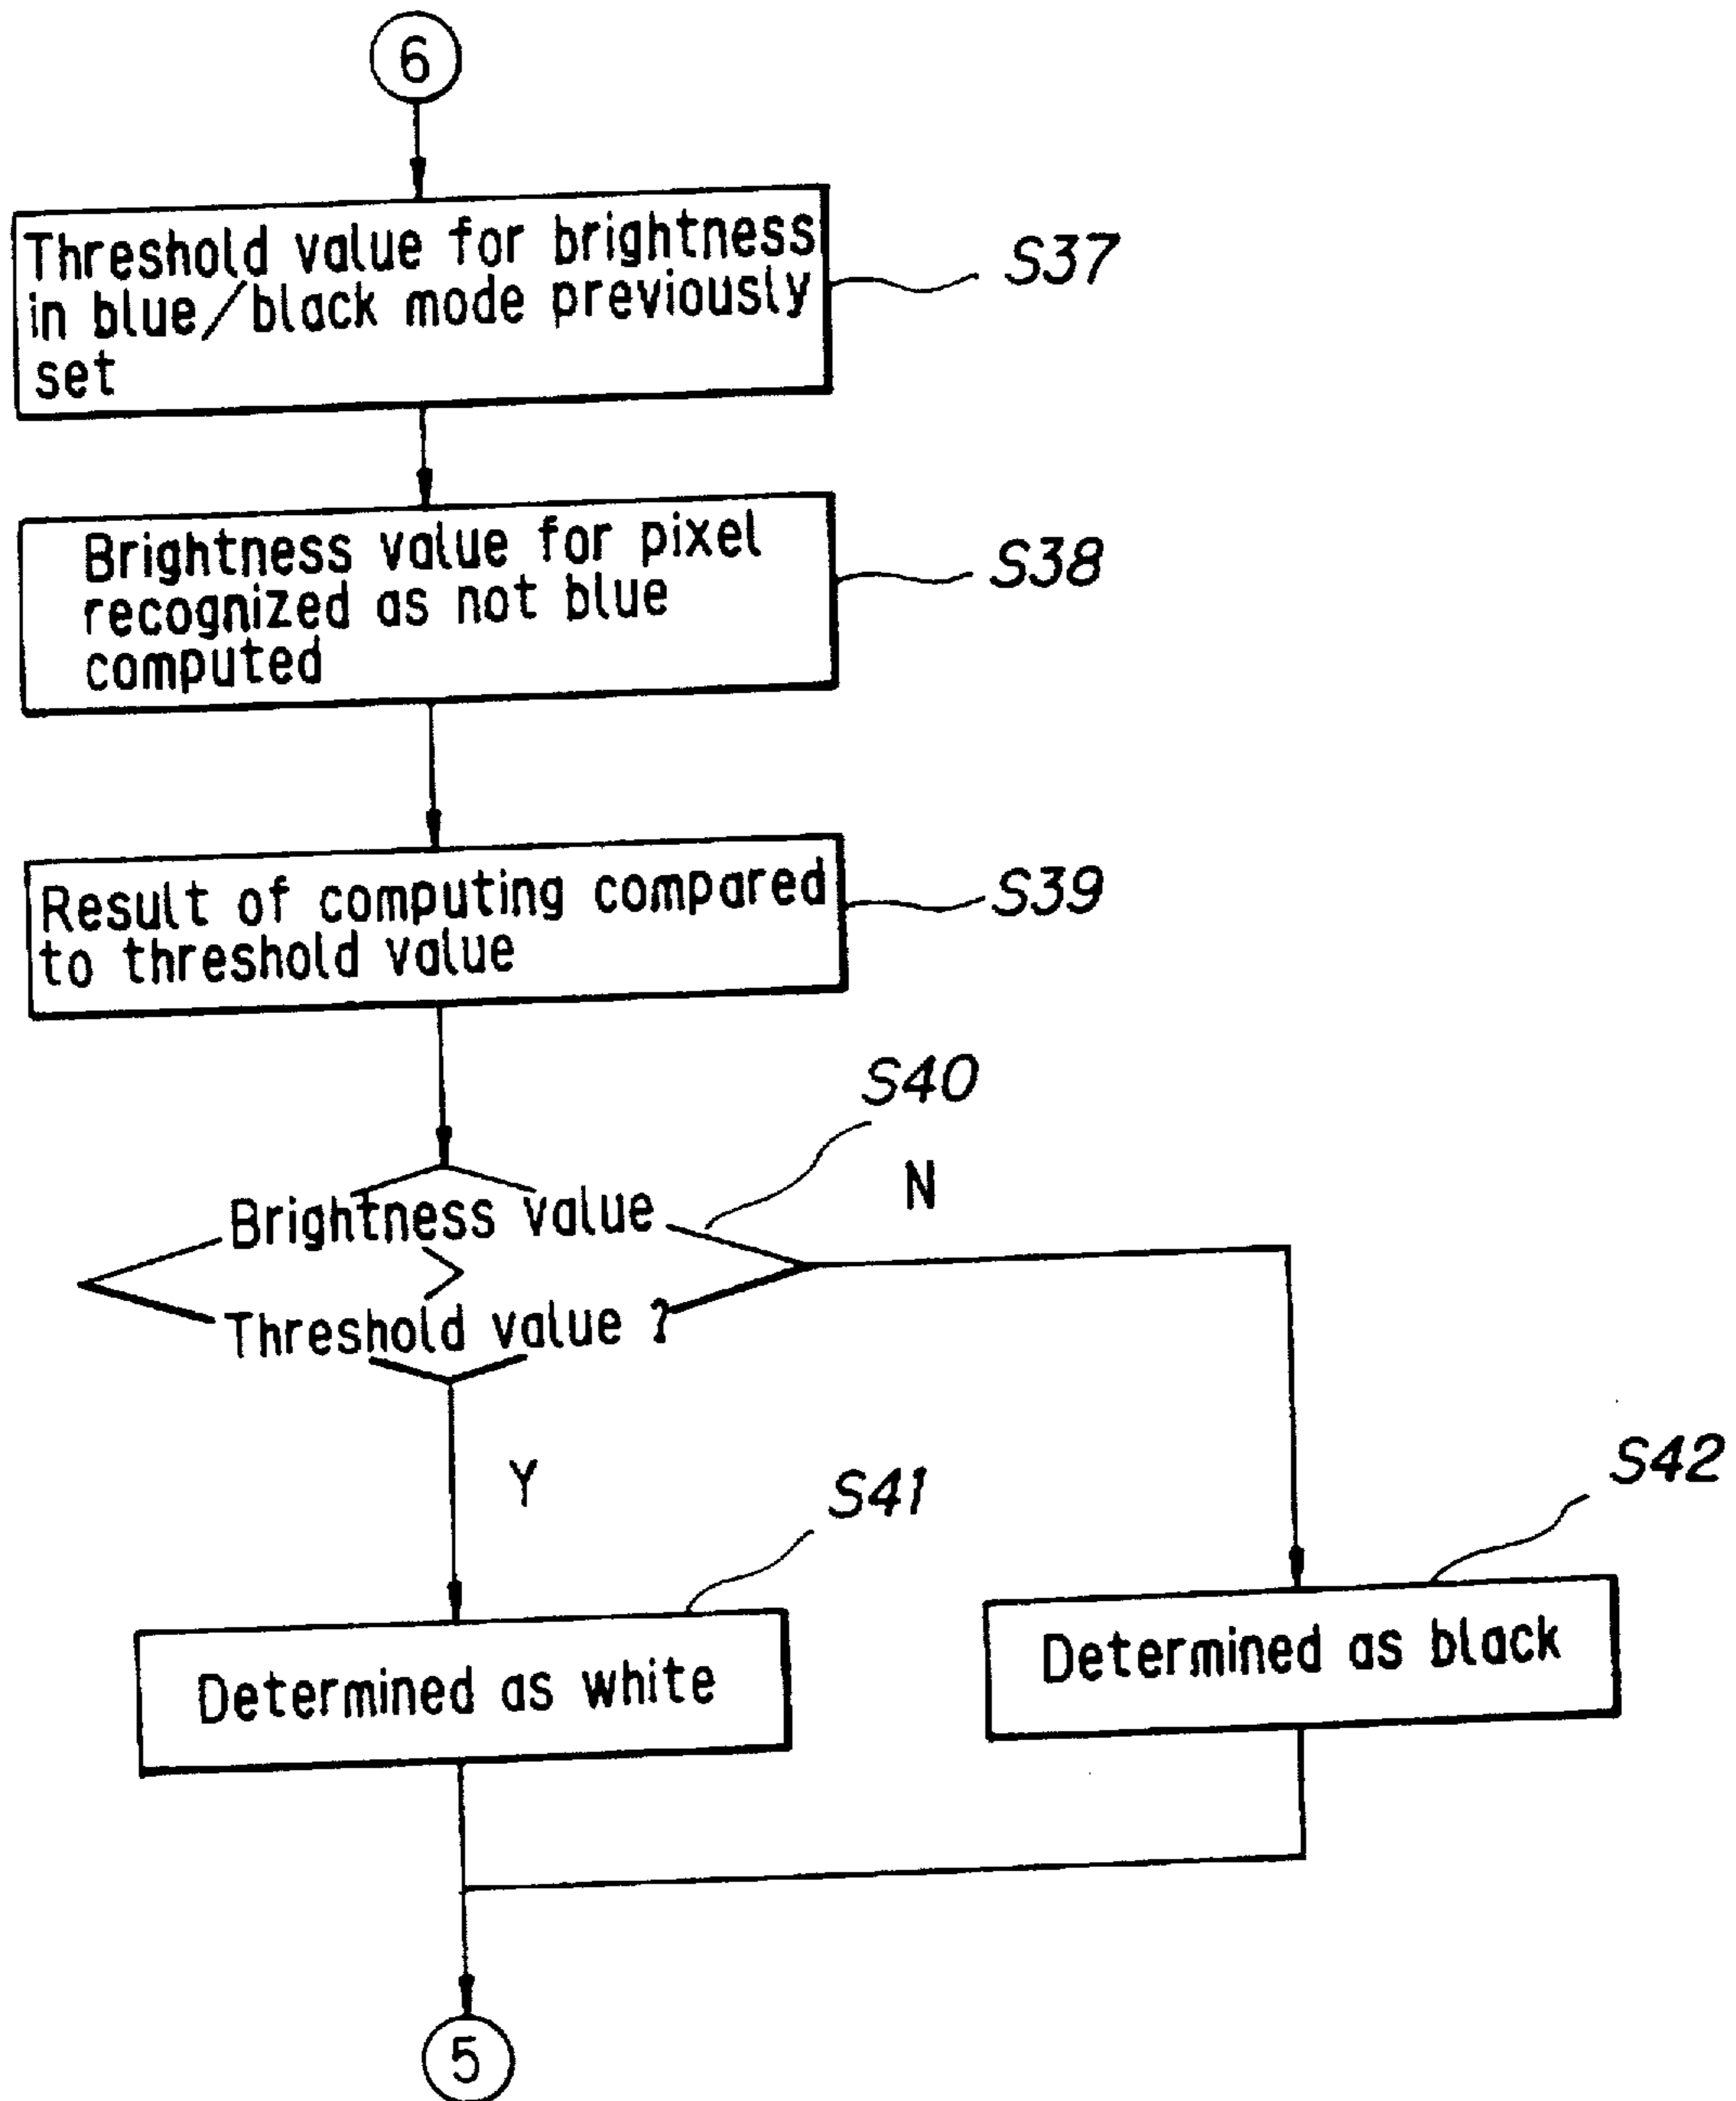 6
Threshold value for brightness
in blue/black mode previously
set
S37
Brightness value for pixel
recognized as not blue
computed
S38
Result of computing compared
to threshold value
S39
S40
N
Brightness value
>
Threshold value ?
Y
S41
S42
Determined as white
Determined as black
5